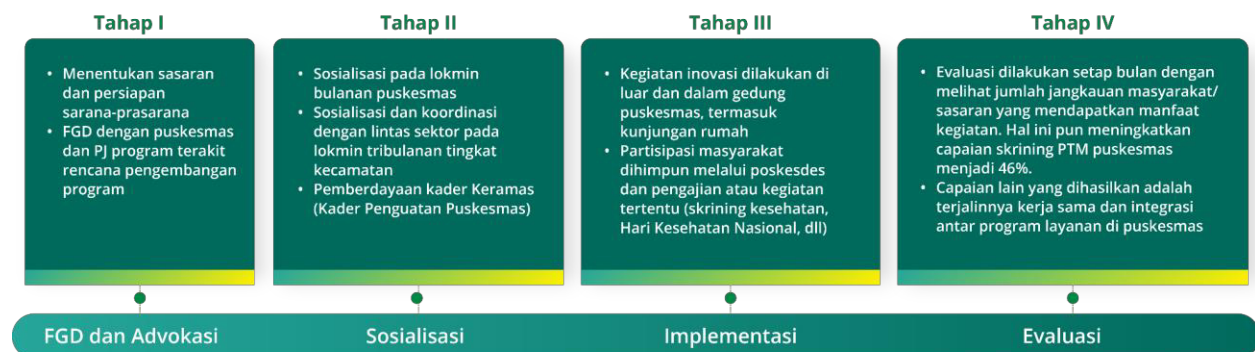 Tahap I
• Menentukan sasaran
dan persiapan
sarana-prasarana
• FGD dengan puskesmas
dan PJ program terakit
rencana pengembangan
program
FGD dan Advokasi
Tahap II
• Sosialisasi pada lokmin
bulanan puskesmas
• Sosialisasi dan koordinasi
dengan lintas sektor pada
lokmin tribulanan tingkat
kecamatan
• Pemberdayaan kader Keramas
(Kader Penguatan Puskesmas)
Sosialisasi
Tahap III
• Kegiatan inovasi dilakukan di
luar dan dalam gedung
puskesmas, termasuk
kunjungan rumah
• Partisipasi masyarakat
dihimpun melalui poskesdes
dan pengajian atau kegiatan
tertentu (skrining kesehatan,
Hari Kesehatan Nasional, dll)
Implementasi
Tahap IV
• Evaluasi dilakukan setap bulan dengan
melihat jumlah jangkauan masyarakat/
sasaran yang mendapatkan manfaat
kegiatan. Hal ini pun meningkatkan
capaian skrining PTM puskesmas
menjadi 46%.
• Capaian lain yang dihasilkan adalah
terjalinnya kerja sama dan integrasi
antar program layanan di puskesmas
Evaluasi